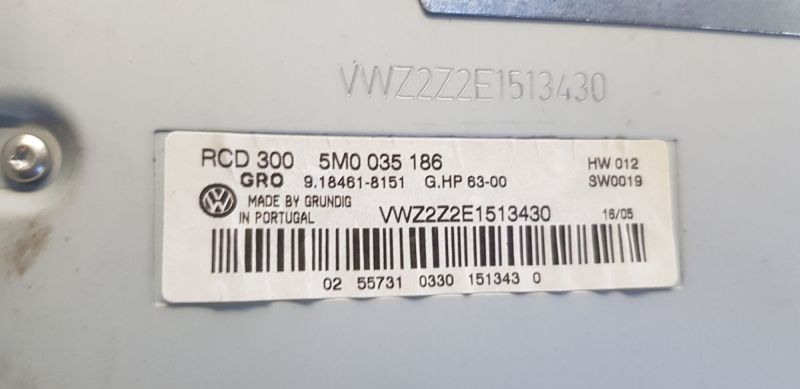 VWZ2Z2E1513430
RCD 300 5M0 035 186 HW 012
GRO 9.18461-8151 G.HP 63-00 SW0019
MADE BY GRUNDIG
IN PORTUGAL VWZ2Z2E1513430 16/05
02 55731 0330 151343 0